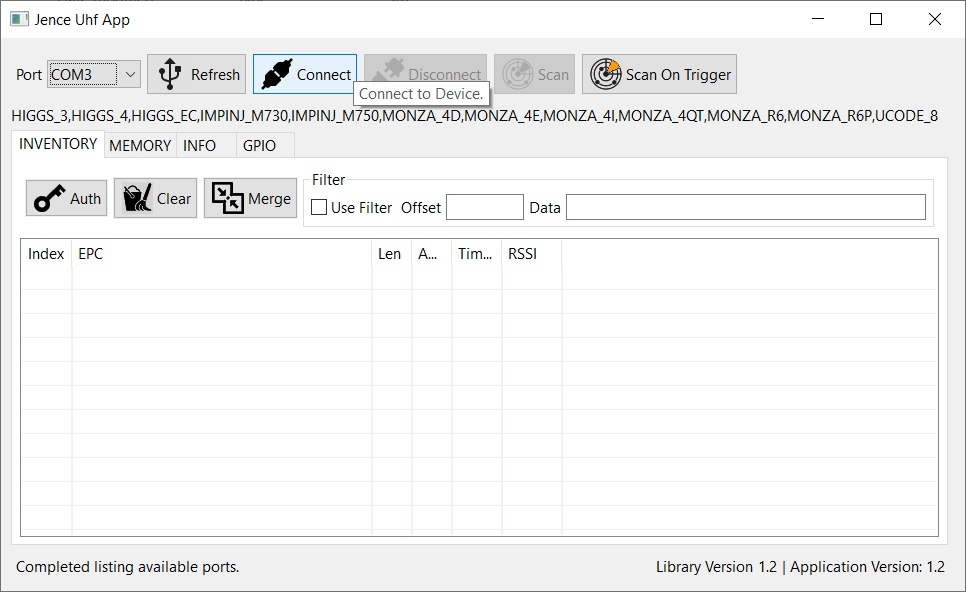 Jence Uhf App
Port COM3 Refresh Connect Disconnect Scan Scan On Trigger
Connect to Device.
HIGGS_3,HIGGS_4,HIGGS_EC,IMPINJ_M730,IMPINJ_M750,MONZA_4D,MONZA_4E,MONZA_4I,MONZA_4QT,MONZA_R6,MONZA_R6P,UCODE_8
INVENTORY MEMORY INFO GPIO
Filter
Auth Clear Merge Use Filter Offset Data
Index EPC Len A... Tim... RSSI
Completed listing available ports. Library Version 1.2 | Application Version: 1.2